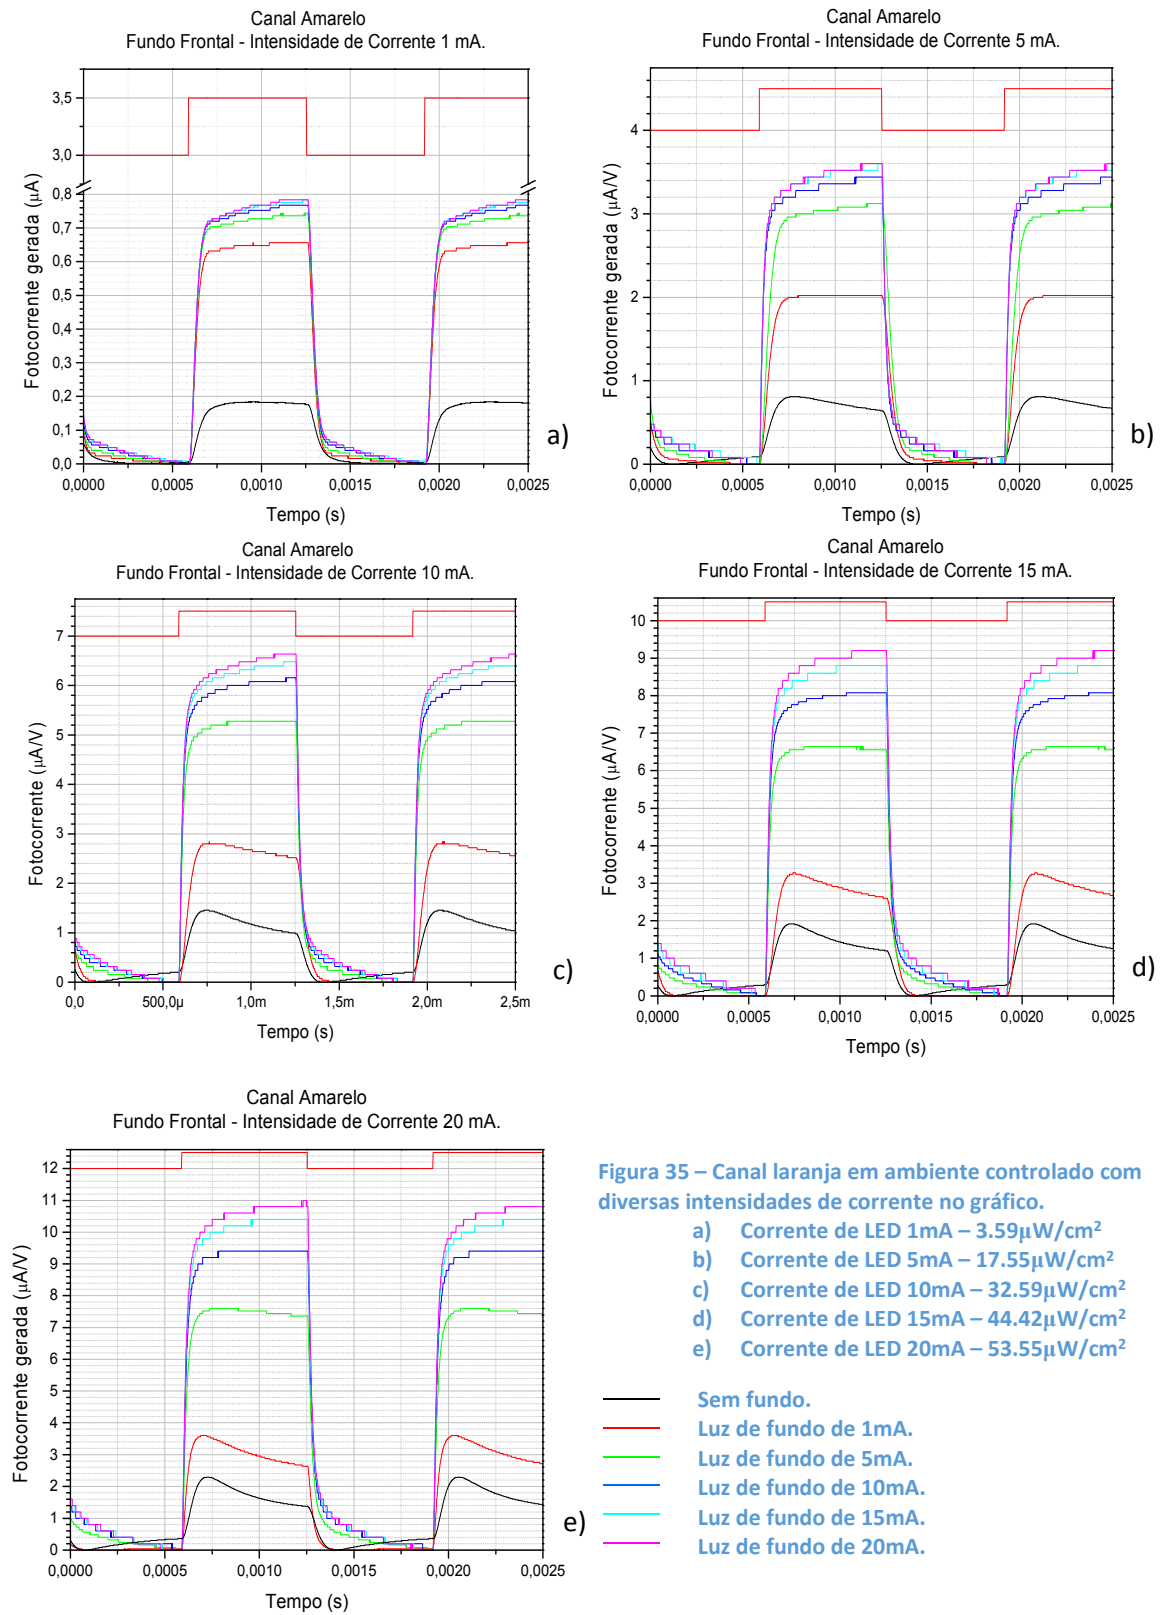 Canal Amarelo
Fundo Frontal - Intensidade de Corrente 1 mA.
3,5
3,0
0,8
0,7
0,6
0,5
0,4
0,3
0,2
0,1
0,0
Fotocorrente gerada (µA)
0,0000 0,0005 0,0010 0,0015 0,0020 0,0025
Tempo (s)
a)
Canal Amarelo
Fundo Frontal - Intensidade de Corrente 5 mA.
4
3
2
1
0
Fotocorrente gerada (µA/V)
0,0000 0,0005 0,0010 0,0015 0,0020 0,0025
Tempo (s)
b)
Canal Amarelo
Fundo Frontal - Intensidade de Corrente 10 mA.
7
6
5
4
3
2
1
0
Fotocorrente (µA/V)
0,0 500,0µ 1,0m 1,5m 2,0m 2,5m
Tempo (s)
c)
Canal Amarelo
Fundo Frontal - Intensidade de Corrente 15 mA.
10
9
8
7
6
5
4
3
2
1
0
Fotocorrente (µA/V)
0,0000 0,0005 0,0010 0,0015 0,0020 0,0025
Tempo (s)
d)
Canal Amarelo
Fundo Frontal - Intensidade de Corrente 20 mA.
12
11
10
9
8
7
6
5
4
3
2
1
0
Fotocorrente gerada (µA/V)
0,0000 0,0005 0,0010 0,0015 0,0020 0,0025
Tempo (s)
e)
Figura 35 – Canal laranja em ambiente controlado com
diversas intensidades de corrente no gráfico.
a) Corrente de LED 1mA – 3.59µW/cm²
b) Corrente de LED 5mA – 17.55µW/cm²
c) Corrente de LED 10mA – 32.59µW/cm²
d) Corrente de LED 15mA – 44.42µW/cm²
e) Corrente de LED 20mA – 53.55µW/cm²
Sem fundo.
Luz de fundo de 1mA.
Luz de fundo de 5mA.
Luz de fundo de 10mA.
Luz de fundo de 15mA.
Luz de fundo de 20mA.